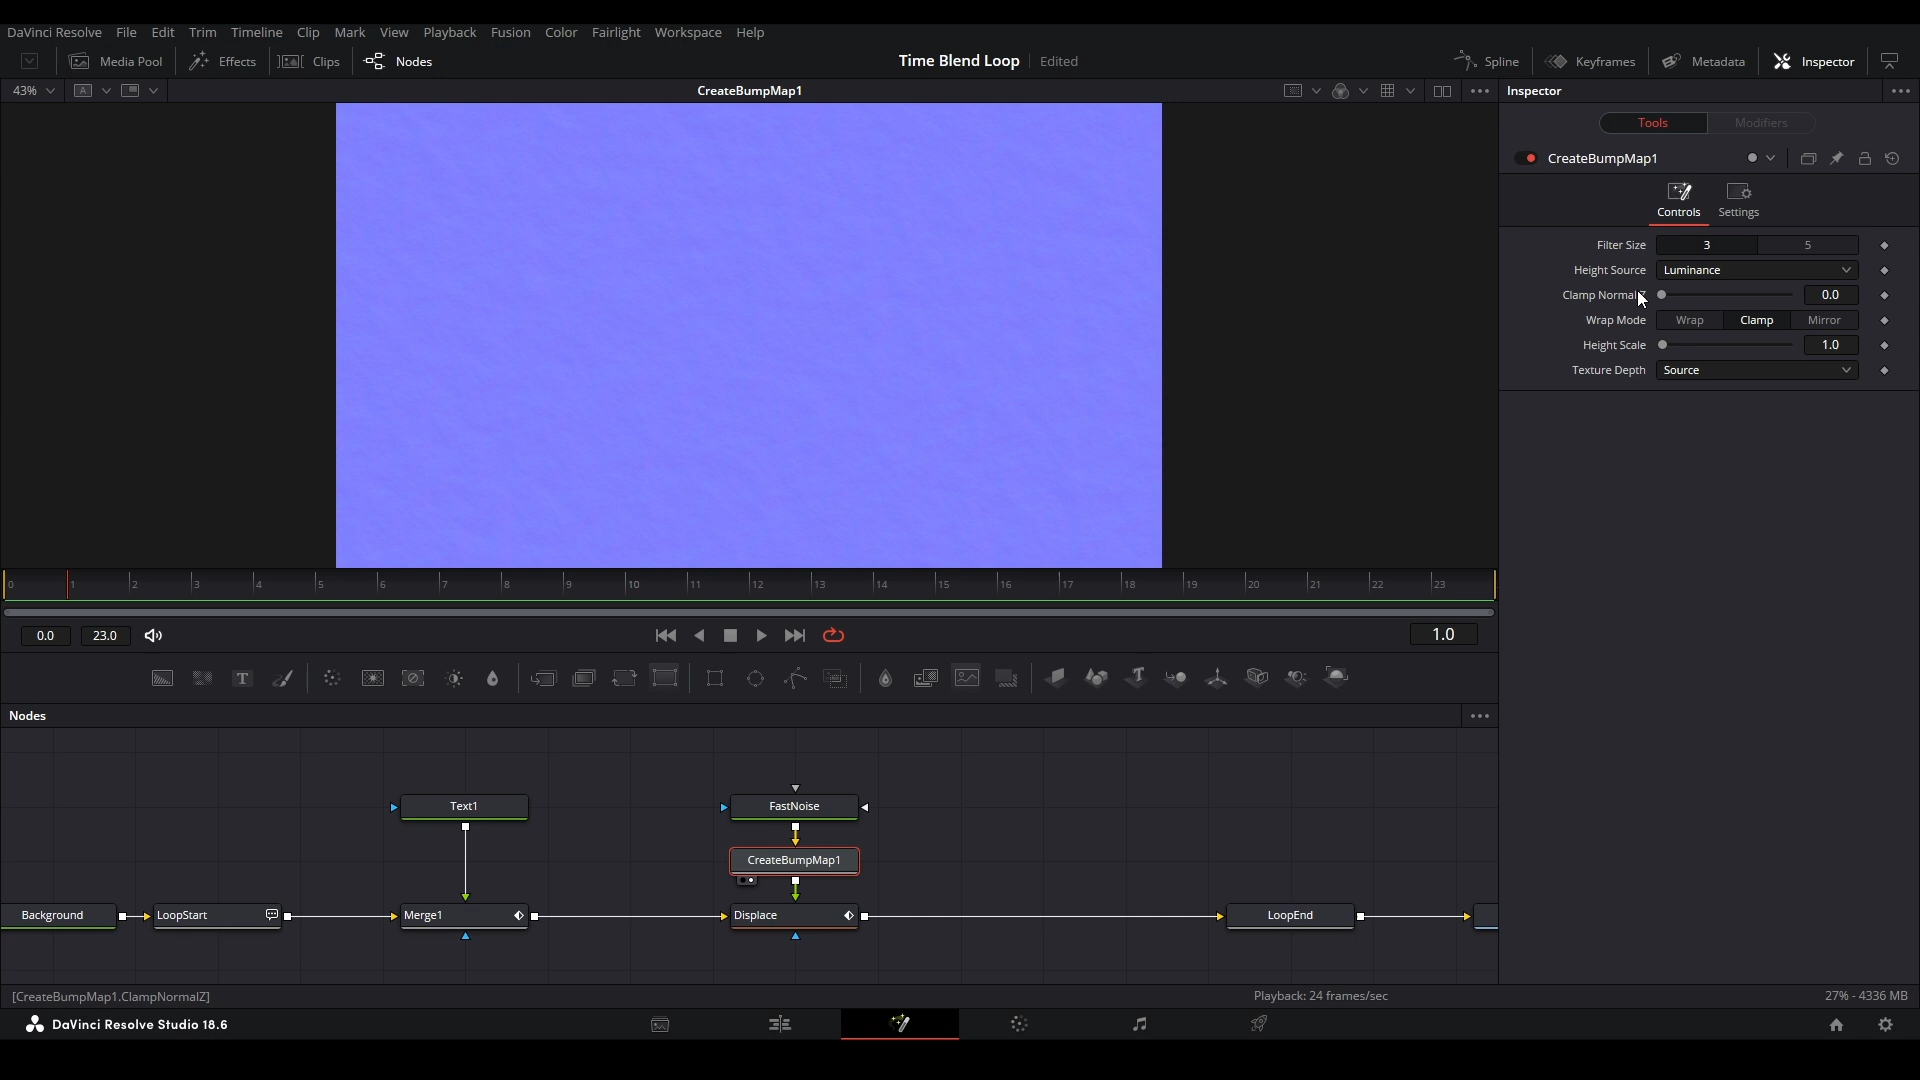 DaVinci Resolve File Edit Trim Timeline Clip Mark View Playback Fusion Color Fairlight Workspace Help
Media Pool Effects Clips Nodes Time Blend Loop Edited Spline Keyframes Metadata Inspector
43% A CreateBumpMap1 Inspector
Tools Modifiers
CreateBumpMap1
Controls Settings
Filter Size 3 5
Height Source Luminance
Clamp Normal Z 0.0
Wrap Mode Wrap Clamp Mirror
Height Scale 1.0
Texture Depth Source
0 1 2 3 4 5 6 7 8 9 10 11 12 13 14 15 16 17 18 19 20 21 22 23
0.0 23.0 1.0
T T
Nodes
Text1 FastNoise
CreateBumpMap1
Background LoopStart Merge1 Displace LoopEnd
[CreateBumpMap1.ClampNormalZ] Playback: 24 frames/sec 27% - 4336 MB
DaVinci Resolve Studio 18.6